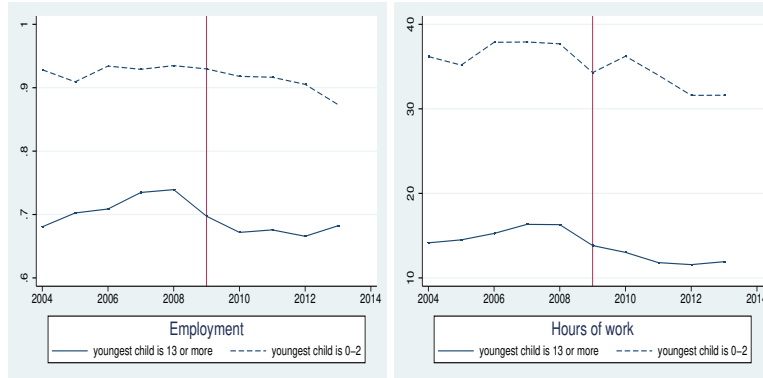 1
.9
.8
.7
.6
2004 2006 2008 2010 2012 2014
Employment
youngest child is 13 or more youngest child is 0–2
40
30
20
10
2004 2006 2008 2010 2012 2014
Hours of work
youngest child is 13 or more youngest child is 0–2